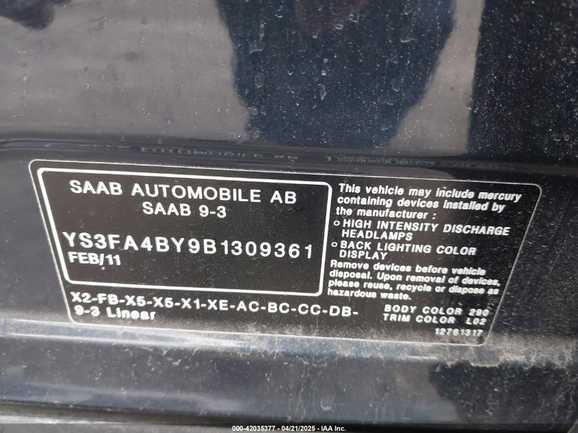 SAAB AUTOMOBILE AB
SAAB 9-3
YS3FA4BY9B1309361
FEB/11
X2-FB-X5-X5-X1-XE-AC-BC-CC-DB-
9-3 Linear
This vehicle may include mercury
containing devices installed by
the manufacturer :
o HIGH INTENSITY DISCHARGE
HEADLAMPS
o BACK LIGHTING COLOR
DISPLAY
Remove devices before vehicle
disposal. Upon removal of devices,
please reuse, recycle or dispose as
hazardous waste.
BODY COLOR 290
TRIM COLOR L02
12761317
000-42035377 - 04/21/2025 - IAA Inc.